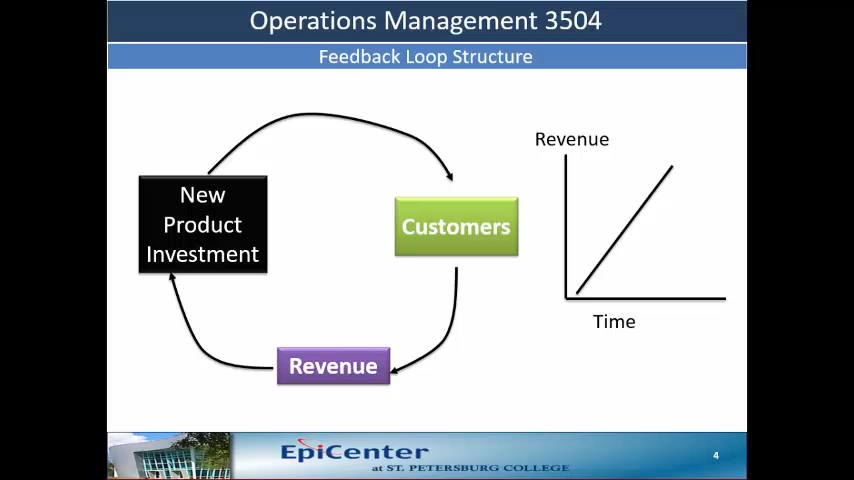 Operations Management 3504
Feedback Loop Structure
New
Product
Investment
Customers
Revenue
Revenue
Time
EpiCenter
at ST. PETERSBURG COLLEGE
4